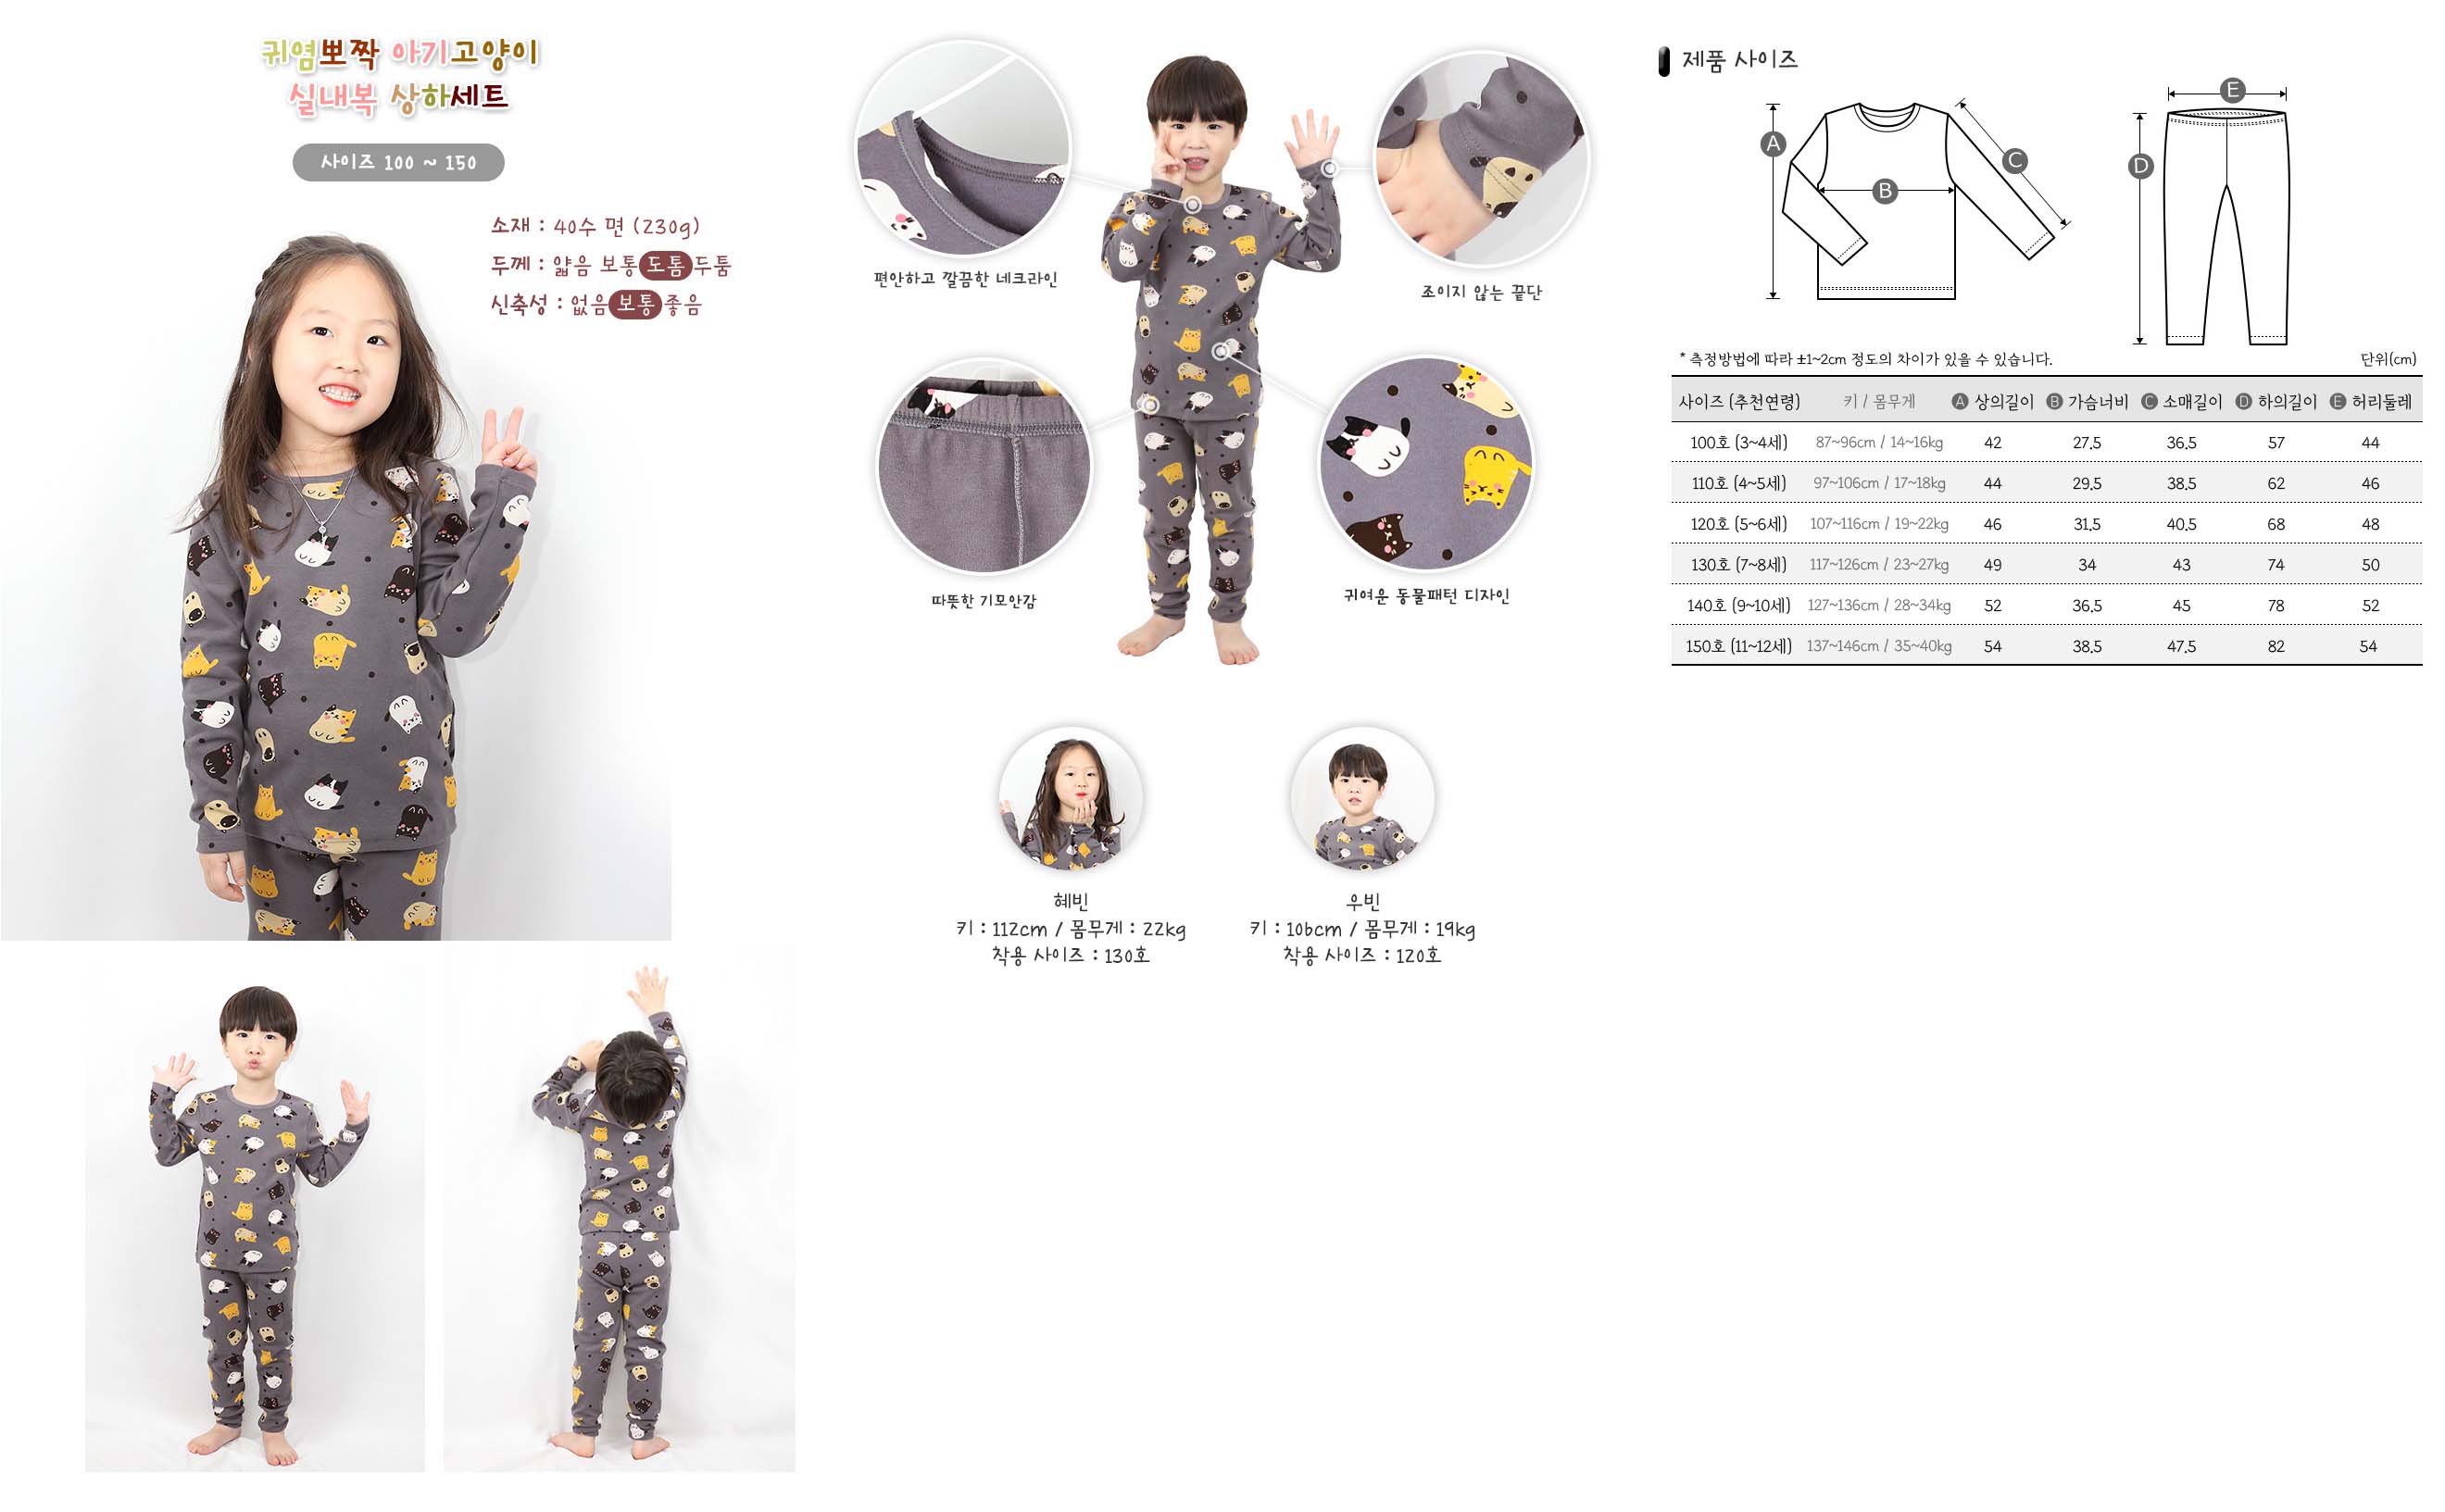 귀염뽀짝 아기고양이
실내복 상하세트
사이즈 100 ~ 150
소재 : 40수 면 (230g)
두께 : 얇음 보통 도톰 두툼
신축성 : 없음 보통 좋음
편안하고 깔끔한 네크라인
조이지 않는 끝단
따뜻한 기모안감
귀여운 동물패턴 디자인
혜빈
키 : 112cm / 몸무게 : 22kg
착용 사이즈 : 130호
우빈
키 : 106cm / 몸무게 : 19kg
착용 사이즈 : 120호
제품 사이즈
A
B
C
D
E
* 측정방법에 따라 ±1~2cm 정도의 차이가 있을 수 있습니다.
단위(cm)
사이즈 (추천연령) 키 / 몸무게 A 상의길이 B 가슴너비 C 소매길이 D 하의길이 E 허리둘레
100호 (3~4세) 87~96cm / 14~16kg 42 27.5 36.5 57 44
110호 (4~5세) 97~106cm / 17~18kg 44 29.5 38.5 62 46
120호 (5~6세) 107~116cm / 19~22kg 46 31.5 40.5 68 48
130호 (7~8세) 117~126cm / 23~27kg 49 34 43 74 50
140호 (9~10세) 127~136cm / 28~34kg 52 36.5 45 78 52
150호 (11~12세) 137~146cm / 35~40kg 54 38.5 47.5 82 54